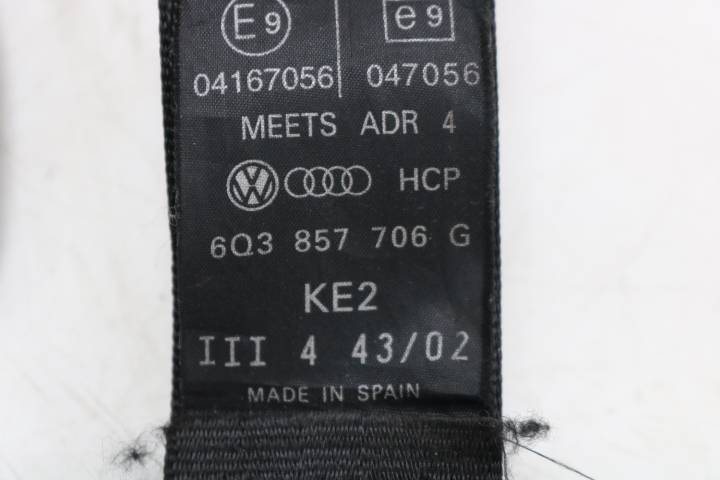 E9 e9
04167056 047056
MEETS ADR 4
VW HCP
6Q3 857 706 G
KE2
III 4 43/02
MADE IN SPAIN